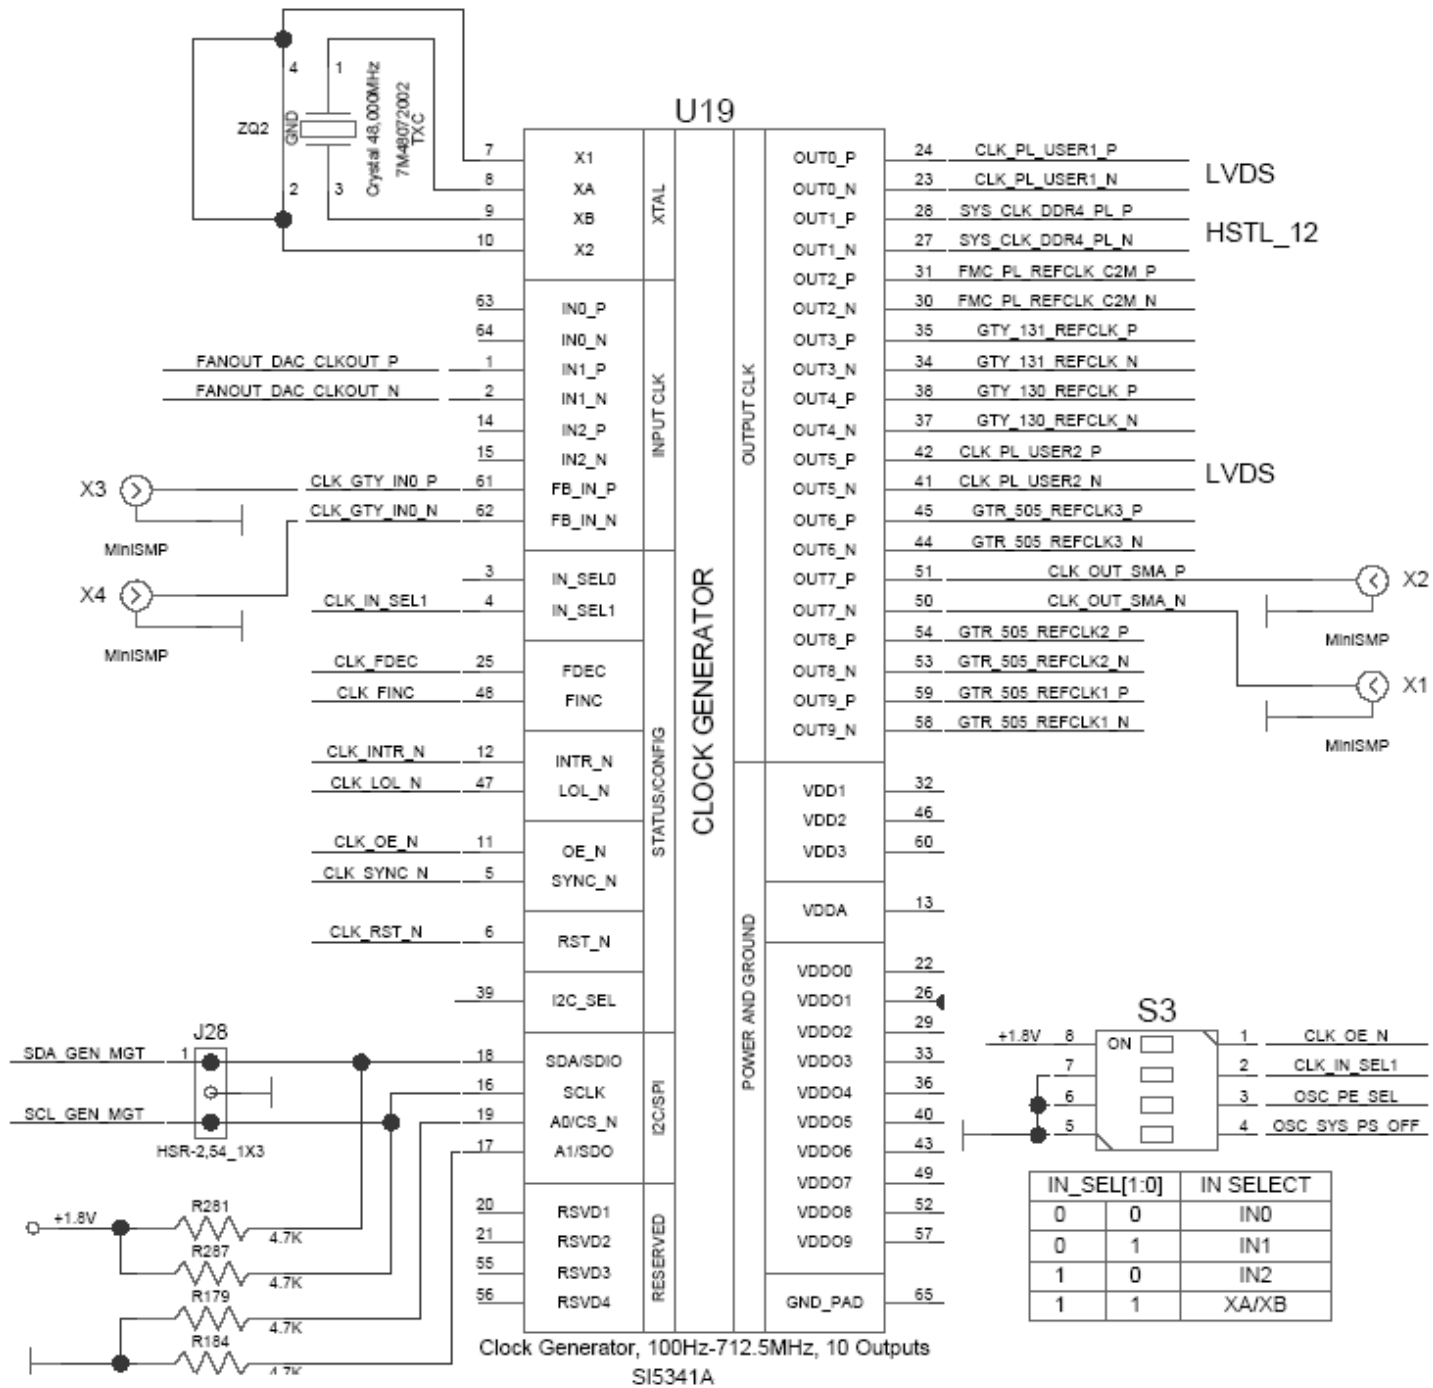 U19
4 1
ZQ2 GND
Crystal 48,000MHz
7M48072002
TXC
2 3
7 X1
8 XA
9 XB
10 X2
XTAL
63 IN0_P
64 IN0_N
FANOUT_DAC_CLKOUT_P 1 IN1_P
FANOUT_DAC_CLKOUT_N 2 IN1_N
14 IN2_P
15 IN2_N
X3 CLK_GTY_IN0_P 61 FB_IN_P
CLK_GTY_IN0_N 62 FB_IN_N
MiniSMP
X4
MiniSMP
INPUT CLK
3 IN_SEL0
CLK_IN_SEL1 4 IN_SEL1
CLK_FDEC 25 FDEC
CLK_FINC 48 FINC
CLK_INTR_N 12 INTR_N
CLK_LOL_N 47 LOL_N
CLK_OE_N 11 OE_N
CLK_SYNC_N 5 SYNC_N
CLK_RST_N 6 RST_N
39 I2C_SEL
STATUS/CONFIG
J28
SDA_GEN_MGT 1 18 SDA/SDIO
16 SCLK
SCL_GEN_MGT 19 A0/CS_N
17 A1/SDO
HSR-2,54_1X3
I2C/SPI
20 RSVD1
21 RSVD2
55 RSVD3
56 RSVD4
RESERVED
+1.8V
R281
4.7K
R287
4.7K
R179
4.7K
R184
4.7K
CLOCK GENERATOR
OUTPUT CLK
OUT0_P 24 CLK_PL_USER1_P
OUT0_N 23 CLK_PL_USER1_N
LVDS
OUT1_P 28 SYS_CLK_DDR4_PL_P
OUT1_N 27 SYS_CLK_DDR4_PL_N
HSTL_12
OUT2_P 31 FMC_PL_REFCLK_C2M_P
OUT2_N 30 FMC_PL_REFCLK_C2M_N
OUT3_P 35 GTY_131_REFCLK_P
OUT3_N 34 GTY_131_REFCLK_N
OUT4_P 38 GTY_130_REFCLK_P
OUT4_N 37 GTY_130_REFCLK_N
OUT5_P 42 CLK_PL_USER2_P
OUT5_N 41 CLK_PL_USER2_N
LVDS
OUT6_P 45 GTR_505_REFCLK3_P
OUT6_N 44 GTR_505_REFCLK3_N
OUT7_P 51 CLK_OUT_SMA_P X2
OUT7_N 50 CLK_OUT_SMA_N
MiniSMP
OUT8_P 54 GTR_505_REFCLK2_P
OUT8_N 53 GTR_505_REFCLK2_N
X1
OUT9_P 59 GTR_505_REFCLK1_P
OUT9_N 58 GTR_505_REFCLK1_N
MiniSMP
POWER AND GROUND
VDD1 32
VDD2 46
VDD3 60
VDDA 13
VDDO0 22
VDDO1 26
VDDO2 29
VDDO3 33
VDDO4 36
VDDO5 40
VDDO6 43
VDDO7 49
VDDO8 52
VDDO9 57
GND_PAD 65
Clock Generator, 100Hz-712.5MHz, 10 Outputs
SI5341A
S3
+1.8V 8 ON 1 CLK_OE_N
7 2 CLK_IN_SEL1
6 3 OSC_PE_SEL
5 4 OSC_SYS_PS_OFF
IN_SEL[1:0] IN SELECT
0 0 IN0
0 1 IN1
1 0 IN2
1 1 XA/XB